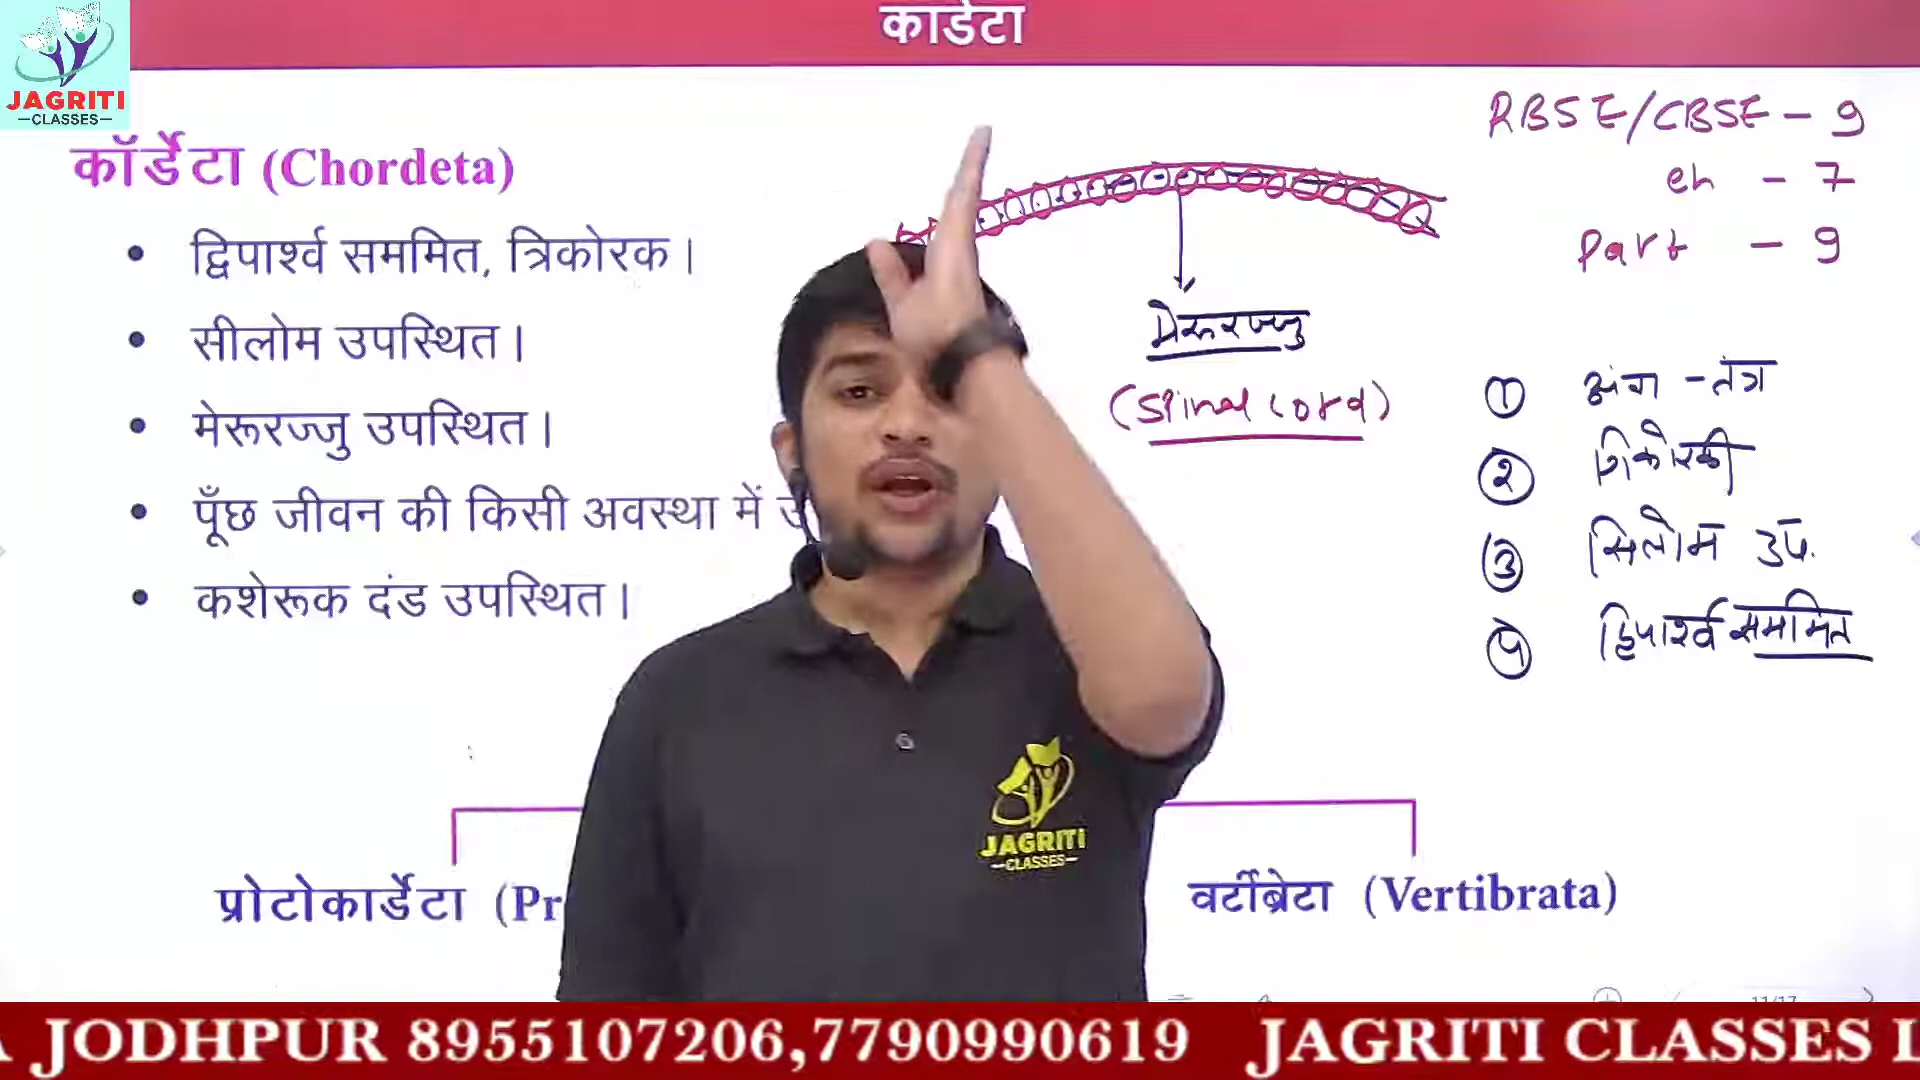 कार्डेटा
JAGRITI
CLASSES
RBSE/CBSE - 9
ch - 7
Part - 9
कॉर्डेटा (Chordeta)
द्विपार्श्व सममित, त्रिकोरक।
सीलोम उपस्थित।
मेरूरज्जु उपस्थित।
पूँछ जीवन की किसी अवस्था में
कशेरूक दंड उपस्थित।
मेरूरज्जु
(Spinal cord)
① अंग - तंत्र
② त्रिकोरकी
③ सिलोम उप.
④ द्विपार्श्व सममित
JAGRITI
CLASSES
प्रोटोकार्डेटा (Pr
वर्टीब्रेटा (Vertibrata)
11/17
A JODHPUR 8955107206,7790990619 JAGRITI CLASSES L